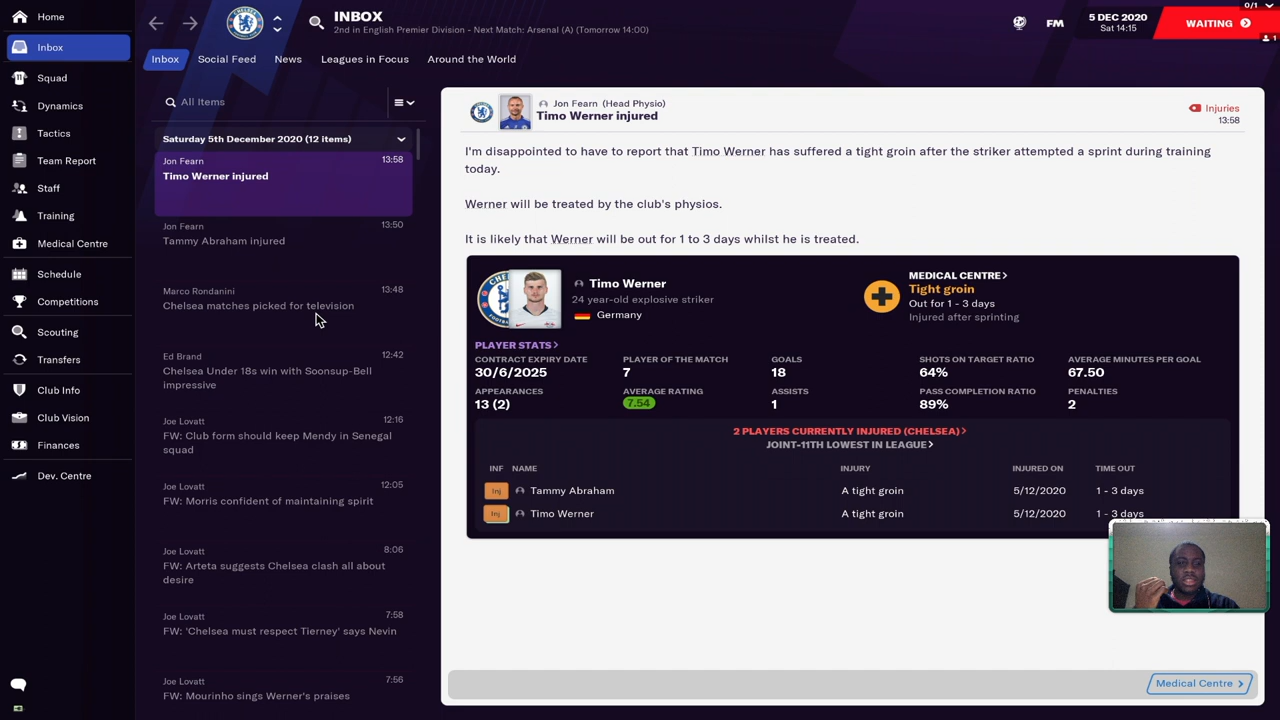 Home
Inbox
Squad
Dynamics
Tactics
Team Report
Staff
Training
Medical Centre
Schedule
Competitions
Scouting
Transfers
Club Info
Club Vision
Finances
Dev. Centre
INBOX
2nd in English Premier Division - Next Match: Arsenal (A) (Tomorrow 14:00)
FM
5 DEC 2020
Sat 14:15
0/1
WAITING
1
Inbox
Social Feed
News
Leagues in Focus
Around the World
All Items
Saturday 5th December 2020 (12 items)
Jon Fearn 13:58
Timo Werner injured
Jon Fearn 13:50
Tammy Abraham injured
Marco Rondanini 13:48
Chelsea matches picked for television
Ed Brand 12:42
Chelsea Under 18s win with Soonsup-Bell
impressive
Joe Lovatt 12:16
FW: Club form should keep Mendy in Senegal
squad
Joe Lovatt 12:05
FW: Morris confident of maintaining spirit
Joe Lovatt 8:06
FW: Arteta suggests Chelsea clash all about
desire
Joe Lovatt 7:58
FW: 'Chelsea must respect Tierney' says Nevin
Joe Lovatt 7:56
FW: Mourinho sings Werner's praises
Jon Fearn (Head Physio)
Timo Werner injured
Injuries
13:58
I'm disappointed to have to report that Timo Werner has suffered a tight groin after the striker attempted a sprint during training
today.
Werner will be treated by the club's physios.
It is likely that Werner will be out for 1 to 3 days whilst he is treated.
Timo Werner
24 year-old explosive striker
Germany
MEDICAL CENTRE
Tight groin
Out for 1 - 3 days
Injured after sprinting
PLAYER STATS
CONTRACT EXPIRY DATE PLAYER OF THE MATCH GOALS SHOTS ON TARGET RATIO AVERAGE MINUTES PER GOAL
30/6/2025 7 18 64% 67.50
APPEARANCES AVERAGE RATING ASSISTS PASS COMPLETION RATIO PENALTIES
13 (2) 7.54 1 89% 2
2 PLAYERS CURRENTLY INJURED (CHELSEA)
JOINT-11TH LOWEST IN LEAGUE
INF NAME INJURY INJURED ON TIME OUT
Inj Tammy Abraham A tight groin 5/12/2020 1 - 3 days
Inj Timo Werner A tight groin 5/12/2020 1 - 3 days
Medical Centre